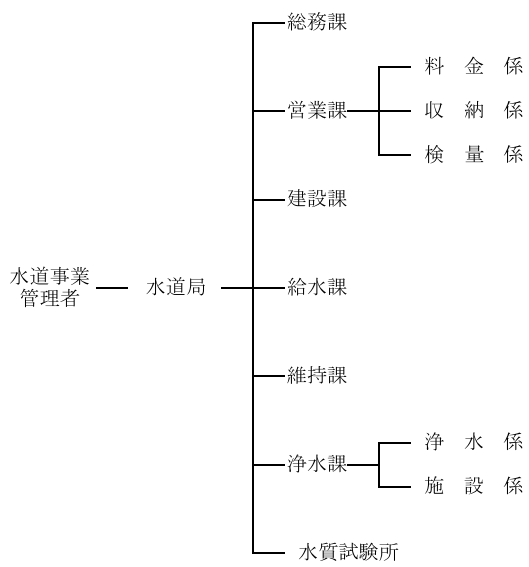 総務課
料金係
営業課
収納係
検量係
建設課
水道事業
管理者
水道局
給水課
維持課
浄水係
浄水課
施設係
水質試験所